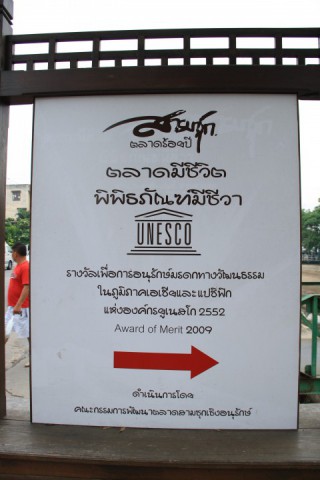 สามชุก
ตลาดร้อยปี
ตลาดมีชีวิต
พิพิธภัณฑ์มีชีวา
UNESCO
รางวัลเพื่อการอนุรักษ์มรดกทางวัฒนธรรม
ในภูมิภาคเอเชียและแปซิฟิก
แห่งองค์กรยูเนสโก 2552
Award of Merit 2009
ดำเนินการโดย
คณะกรรมการพัฒนาตลาดสามชุกเชิงอนุรักษ์